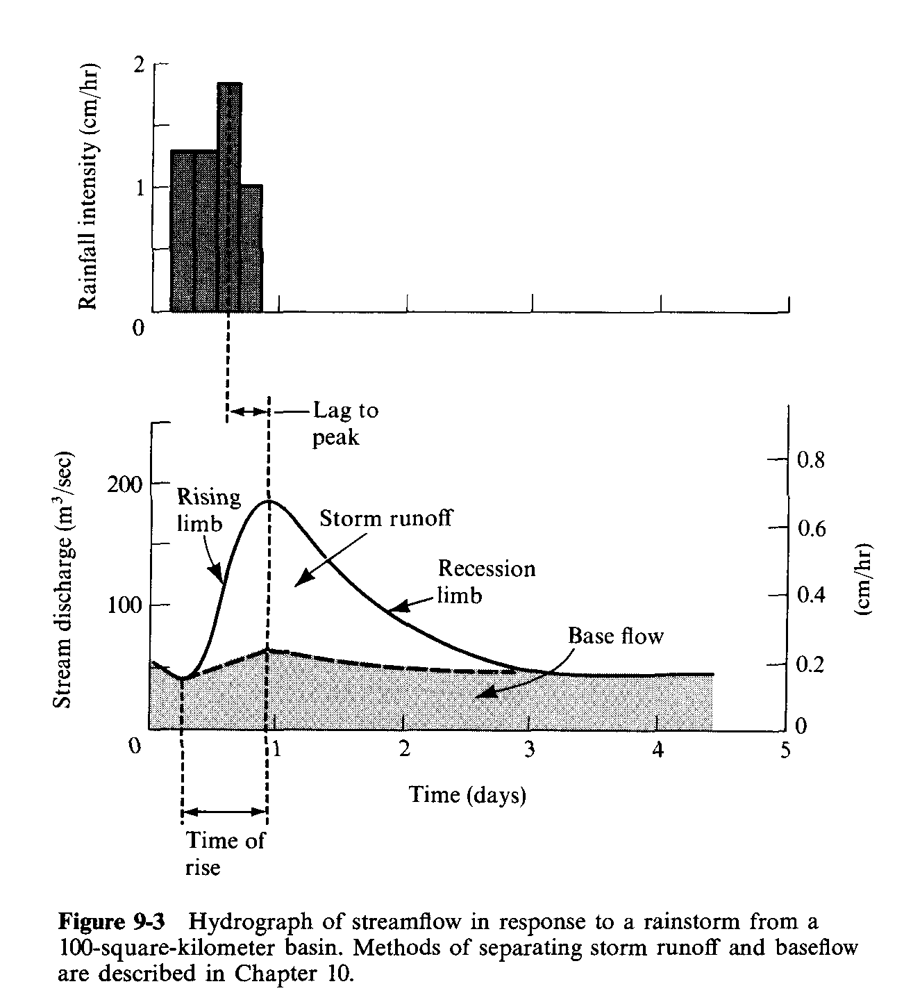 Rainfall intensity (cm/hr)
2
1
0
Lag to
peak
Stream discharge (m³/sec)
200
100
0
Rising
limb
Storm runoff
Recession
limb
Base flow
0.8
0.6
0.4
0.2
0
(cm/hr)
1 2 3 4 5
Time (days)
Time of
rise
Figure 9-3 Hydrograph of streamflow in response to a rainstorm from a
100-square-kilometer basin. Methods of separating storm runoff and baseflow
are described in Chapter 10.